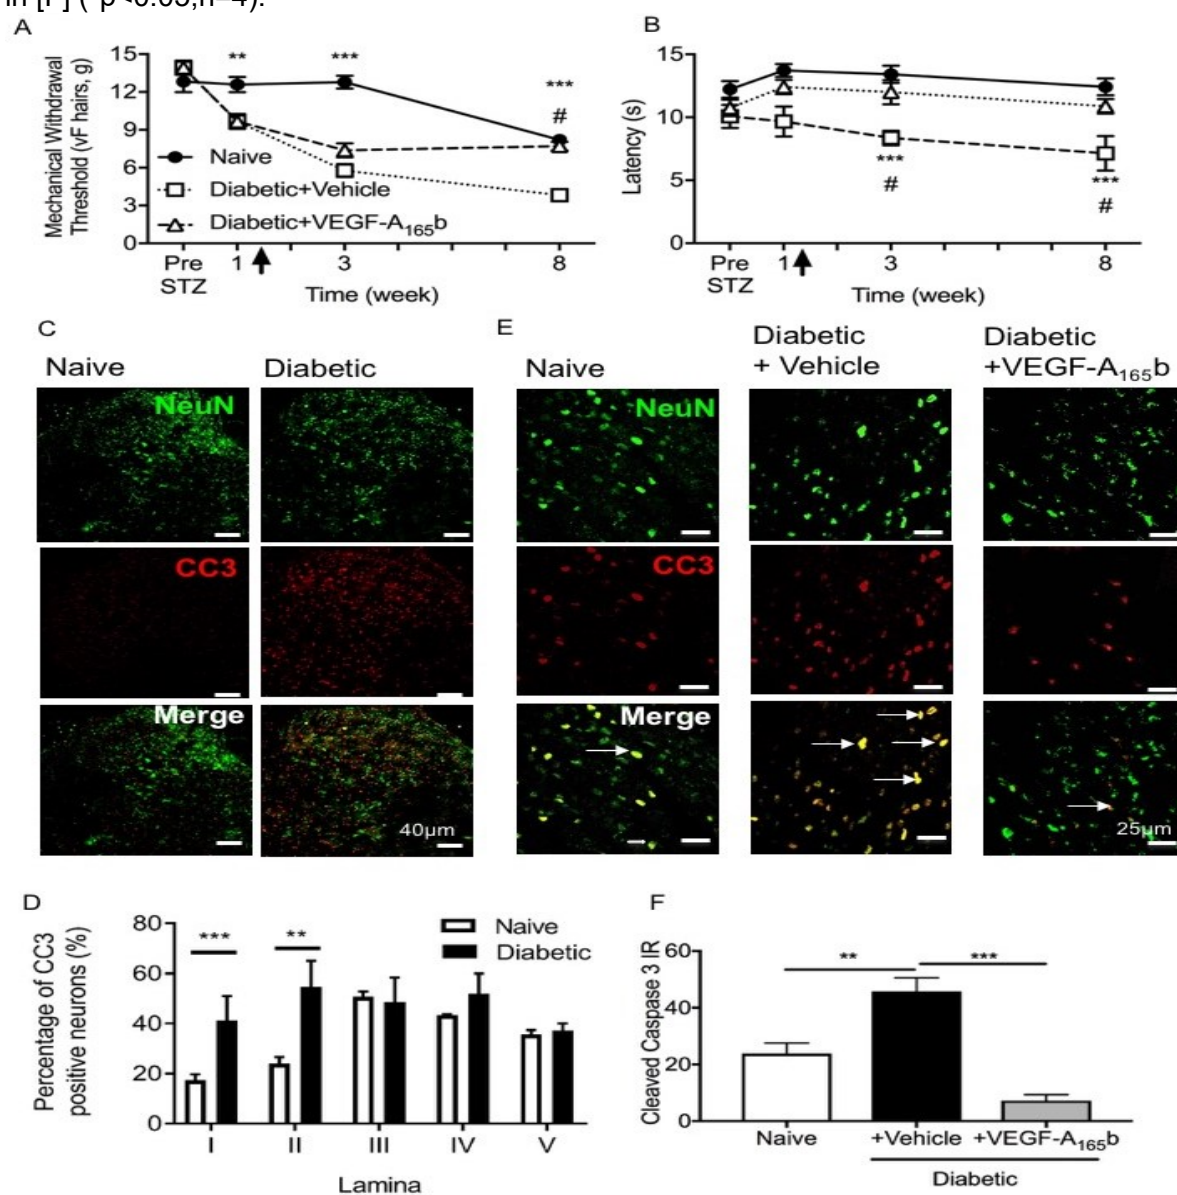 in [F] (*p<0.05,n=4).
A
B
Mechanical Withdrawal
Threshold (vF hairs, g)
15
12
9
6
3
0
**
***
***
#
Naive
Diabetic+Vehicle
Diabetic+VEGF-A165b
Pre
STZ
1
3
8
Time (week)
Latency (s)
15
10
5
0
***
#
***
#
Pre
STZ
1
3
8
Time (week)
C
Naive
Diabetic
NeuN
CC3
Merge
40µm
E
Naive
Diabetic
+ Vehicle
Diabetic
+VEGF-A165b
NeuN
CC3
Merge
25µm
D
Percentage of CC3
positive neurons (%)
80
60
40
20
0
***
**
Naive
Diabetic
I
II
III
IV
V
Lamina
F
Cleaved Caspase 3 IR
60
40
20
0
**
***
Naive
+Vehicle
+VEGF-A165b
Diabetic